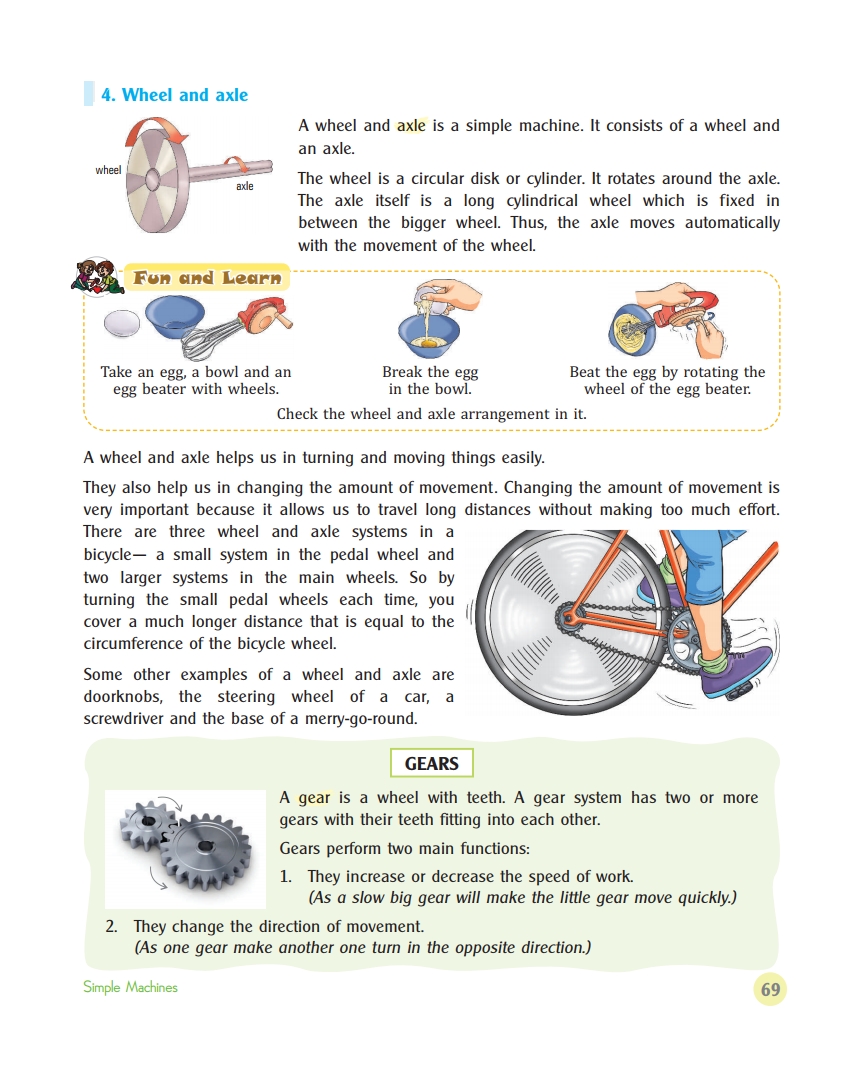 4. Wheel and axle
wheel
axle
A wheel and axle is a simple machine. It consists of a wheel and
an axle.
The wheel is a circular disk or cylinder. It rotates around the axle.
The axle itself is a long cylindrical wheel which is fixed in
between the bigger wheel. Thus, the axle moves automatically
with the movement of the wheel.
Fun and Learn
Take an egg, a bowl and an
egg beater with wheels.
Break the egg
in the bowl.
Beat the egg by rotating the
wheel of the egg beater.
Check the wheel and axle arrangement in it.
A wheel and axle helps us in turning and moving things easily.
They also help us in changing the amount of movement. Changing the amount of movement is
very important because it allows us to travel long distances without making too much effort.
There are three wheel and axle systems in a
bicycle— a small system in the pedal wheel and
two larger systems in the main wheels. So by
turning the small pedal wheels each time, you
cover a much longer distance that is equal to the
circumference of the bicycle wheel.
Some other examples of a wheel and axle are
doorknobs, the steering wheel of a car, a
screwdriver and the base of a merry-go-round.
GEARS
A gear is a wheel with teeth. A gear system has two or more
gears with their teeth fitting into each other.
Gears perform two main functions:
1. They increase or decrease the speed of work.
(As a slow big gear will make the little gear move quickly.)
2. They change the direction of movement.
(As one gear make another one turn in the opposite direction.)
Simple Machines
69